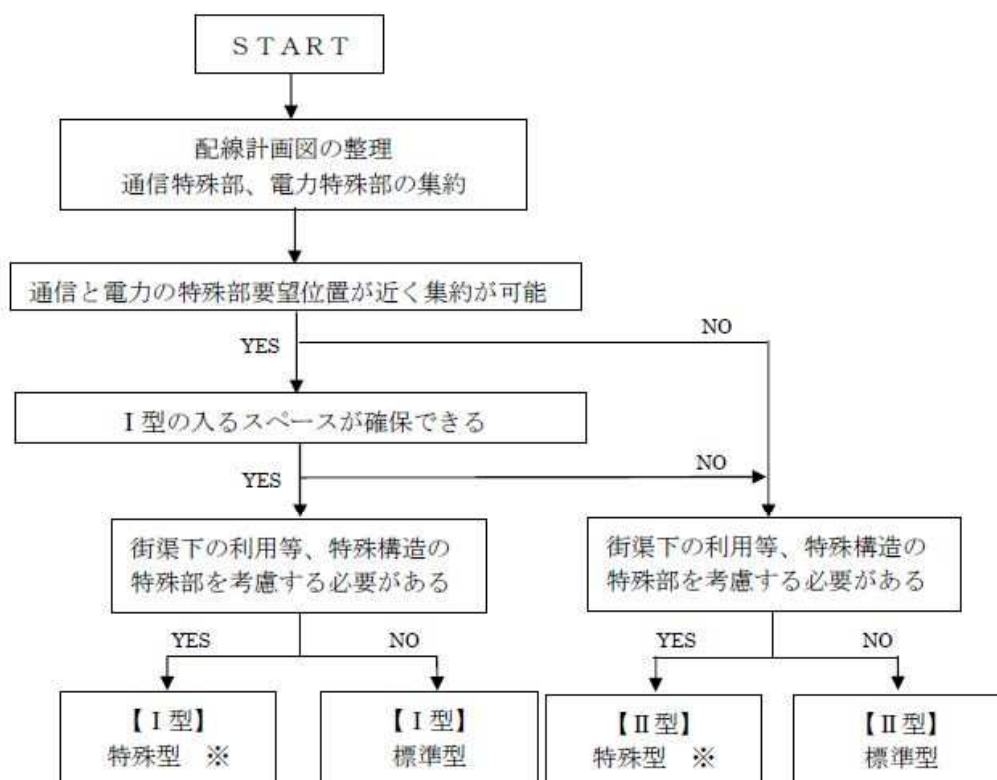 START
配線計画図の整理
通信特殊部、電力特殊部の集約
通信と電力の特殊部要望位置が近く集約が可能
YES
NO
Ⅰ型の入るスペースが確保できる
YES
NO
街渠下の利用等、特殊構造の
特殊部を考慮する必要がある
街渠下の利用等、特殊構造の
特殊部を考慮する必要がある
YES
NO
YES
NO
【Ⅰ型】
特殊型 ※
【Ⅰ型】
標準型
【Ⅱ型】
特殊型 ※
【Ⅱ型】
標準型